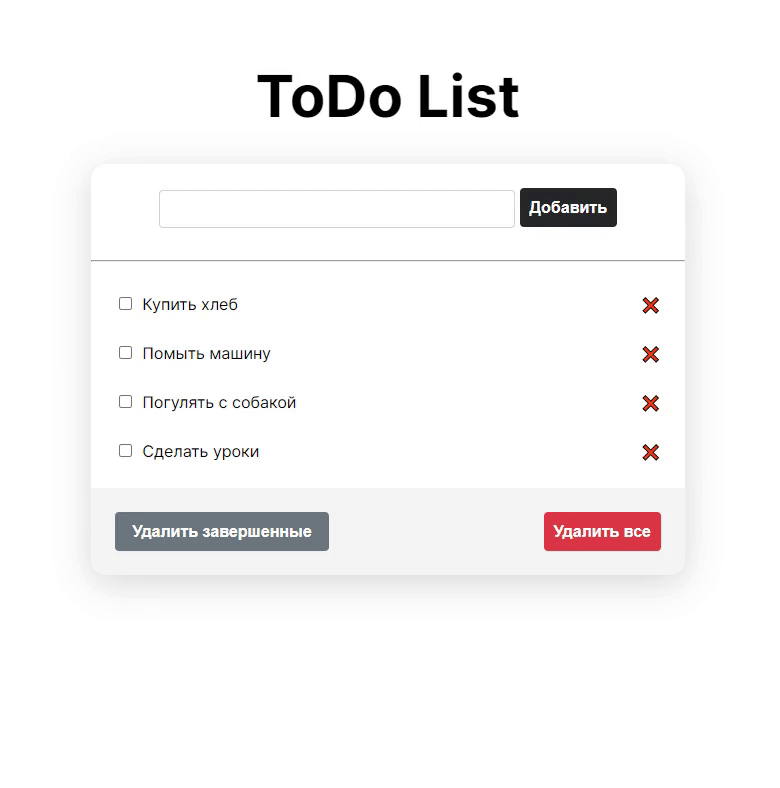 ToDo List
Добавить
Купить хлеб
Помыть машину
Погулять с собакой
Сделать уроки
Удалить завершенные
Удалить все